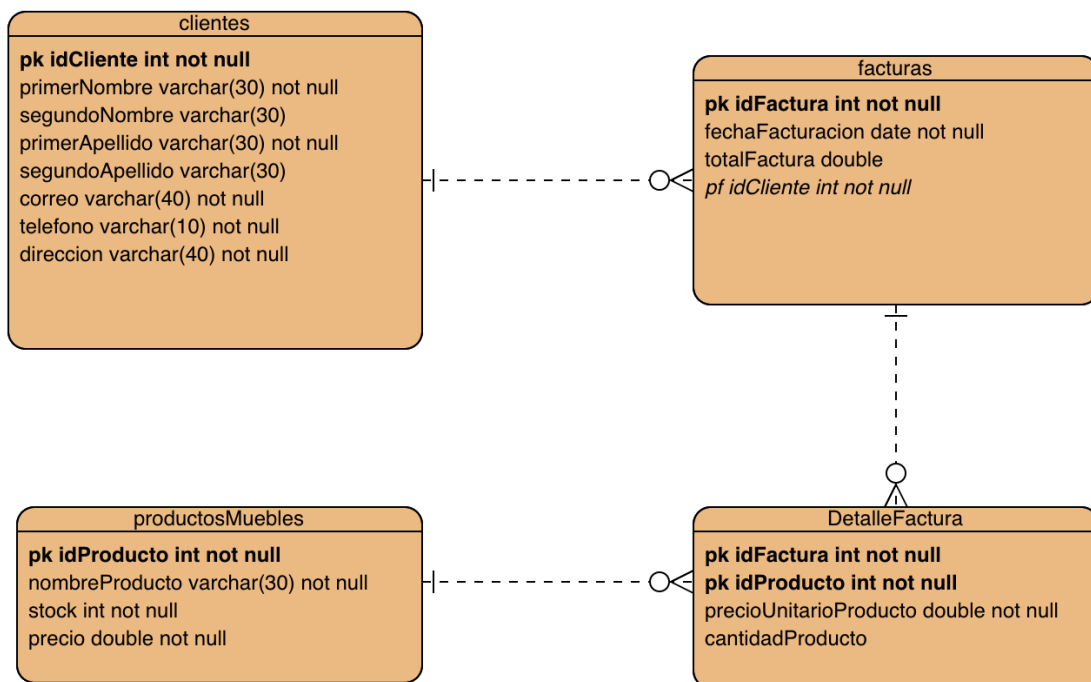 clientes
pk idCliente int not null
primerNombre varchar(30) not null
segundoNombre varchar(30)
primerApellido varchar(30) not null
segundoApellido varchar(30)
correo varchar(40) not null
telefono varchar(10) not null
direccion varchar(40) not null
facturas
pk idFactura int not null
fechaFacturacion date not null
totalFactura double
pf idCliente int not null
productosMuebles
pk idProducto int not null
nombreProducto varchar(30) not null
stock int not null
precio double not null
DetalleFactura
pk idFactura int not null
pk idProducto int not null
precioUnitarioProducto double not null
cantidadProducto